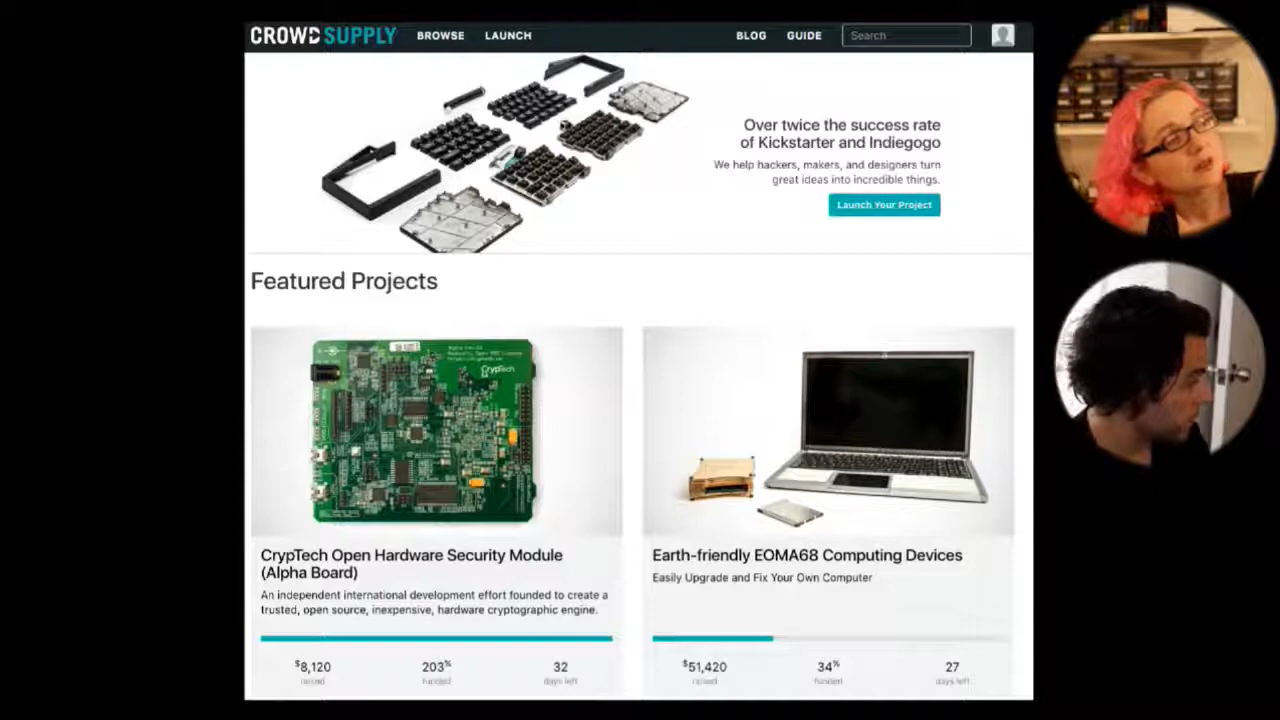 CROWD SUPPLY BROWSE LAUNCH BLOG GUIDE Search
Over twice the success rate
of Kickstarter and Indiegogo
We help hackers, makers, and designers turn
great ideas into incredible things.
Launch Your Project
Featured Projects
CrypTech
CrypTech Open Hardware Security Module
(Alpha Board)
An independent international development effort founded to create a
trusted, open source, inexpensive, hardware cryptographic engine.
$8,120 203% 32
raised funded days left
Earth-friendly EOMA68 Computing Devices
Easily Upgrade and Fix Your Own Computer
$51,420 34% 27
raised funded days left